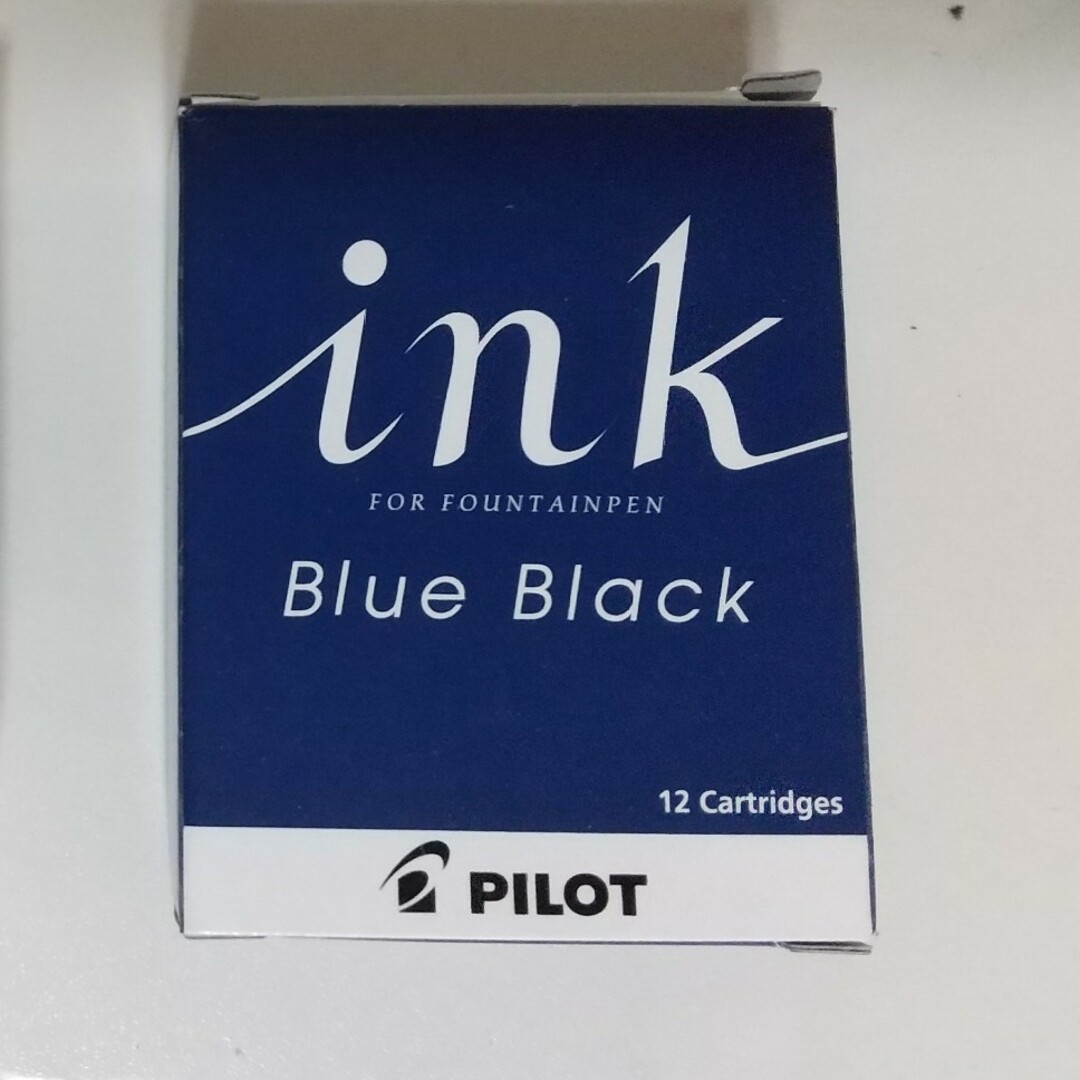 ink
FOR FOUNTAINPEN
Blue Black
12 Cartridges
PILOT